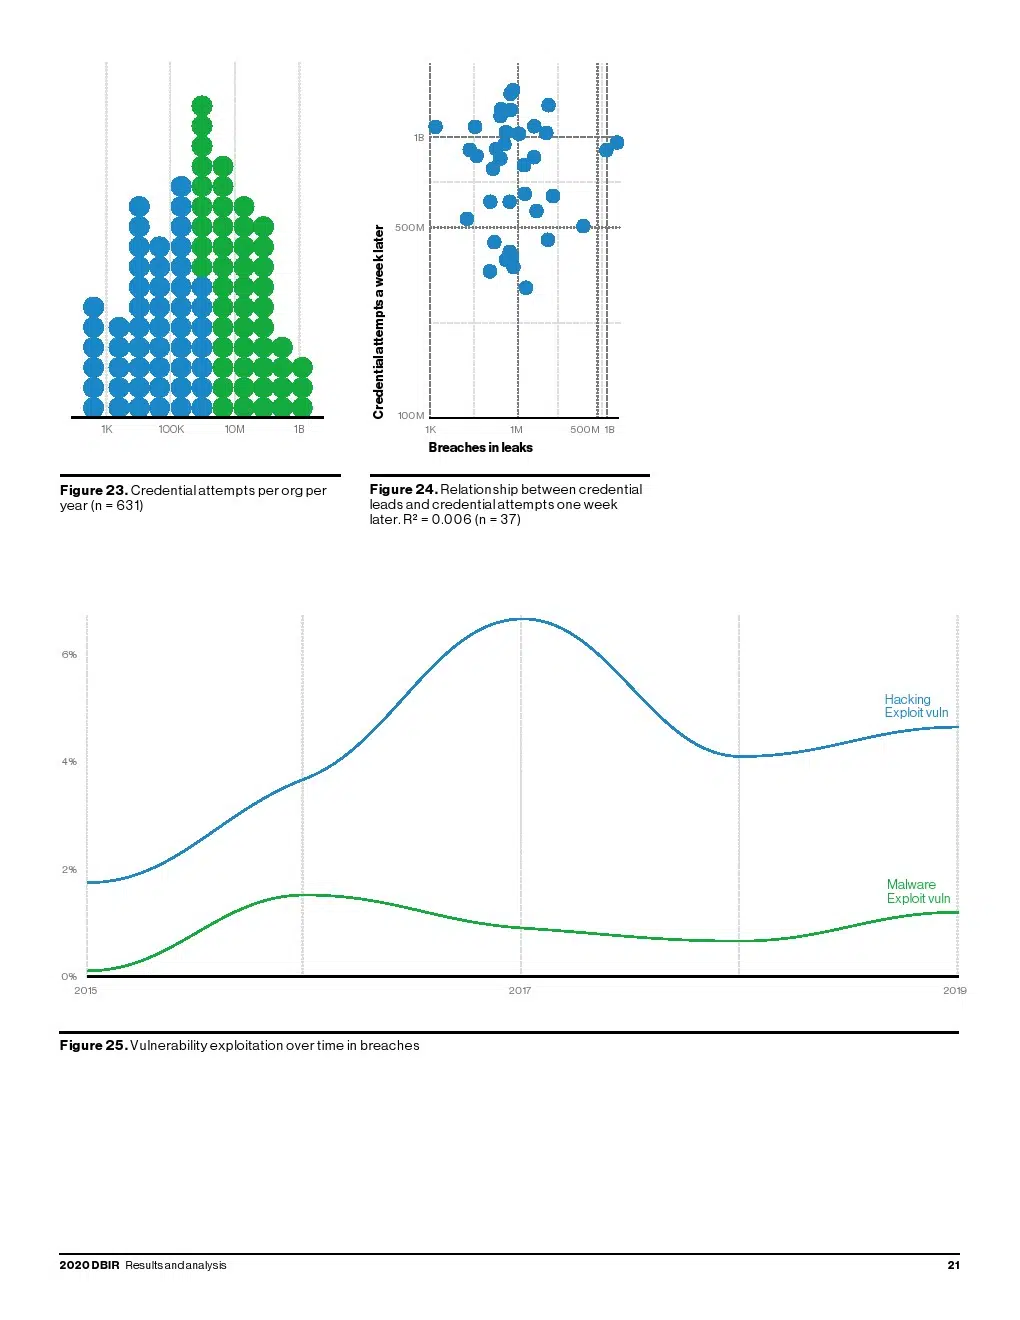 1K 100K 10M 1B
Figure 23. Credential attempts per org per
year (n = 631)
Credential attempts a week later
1B
500M
100M
1K 1M 500M 1B
Breaches in leaks
Figure 24. Relationship between credential
leads and credential attempts one week
later. R² = 0.006 (n = 37)
6%
4%
2%
0%
Hacking
Exploit vuln
Malware
Exploit vuln
2015 2017 2019
Figure 25. Vulnerability exploitation over time in breaches
2020 DBIR Results and analysis 21